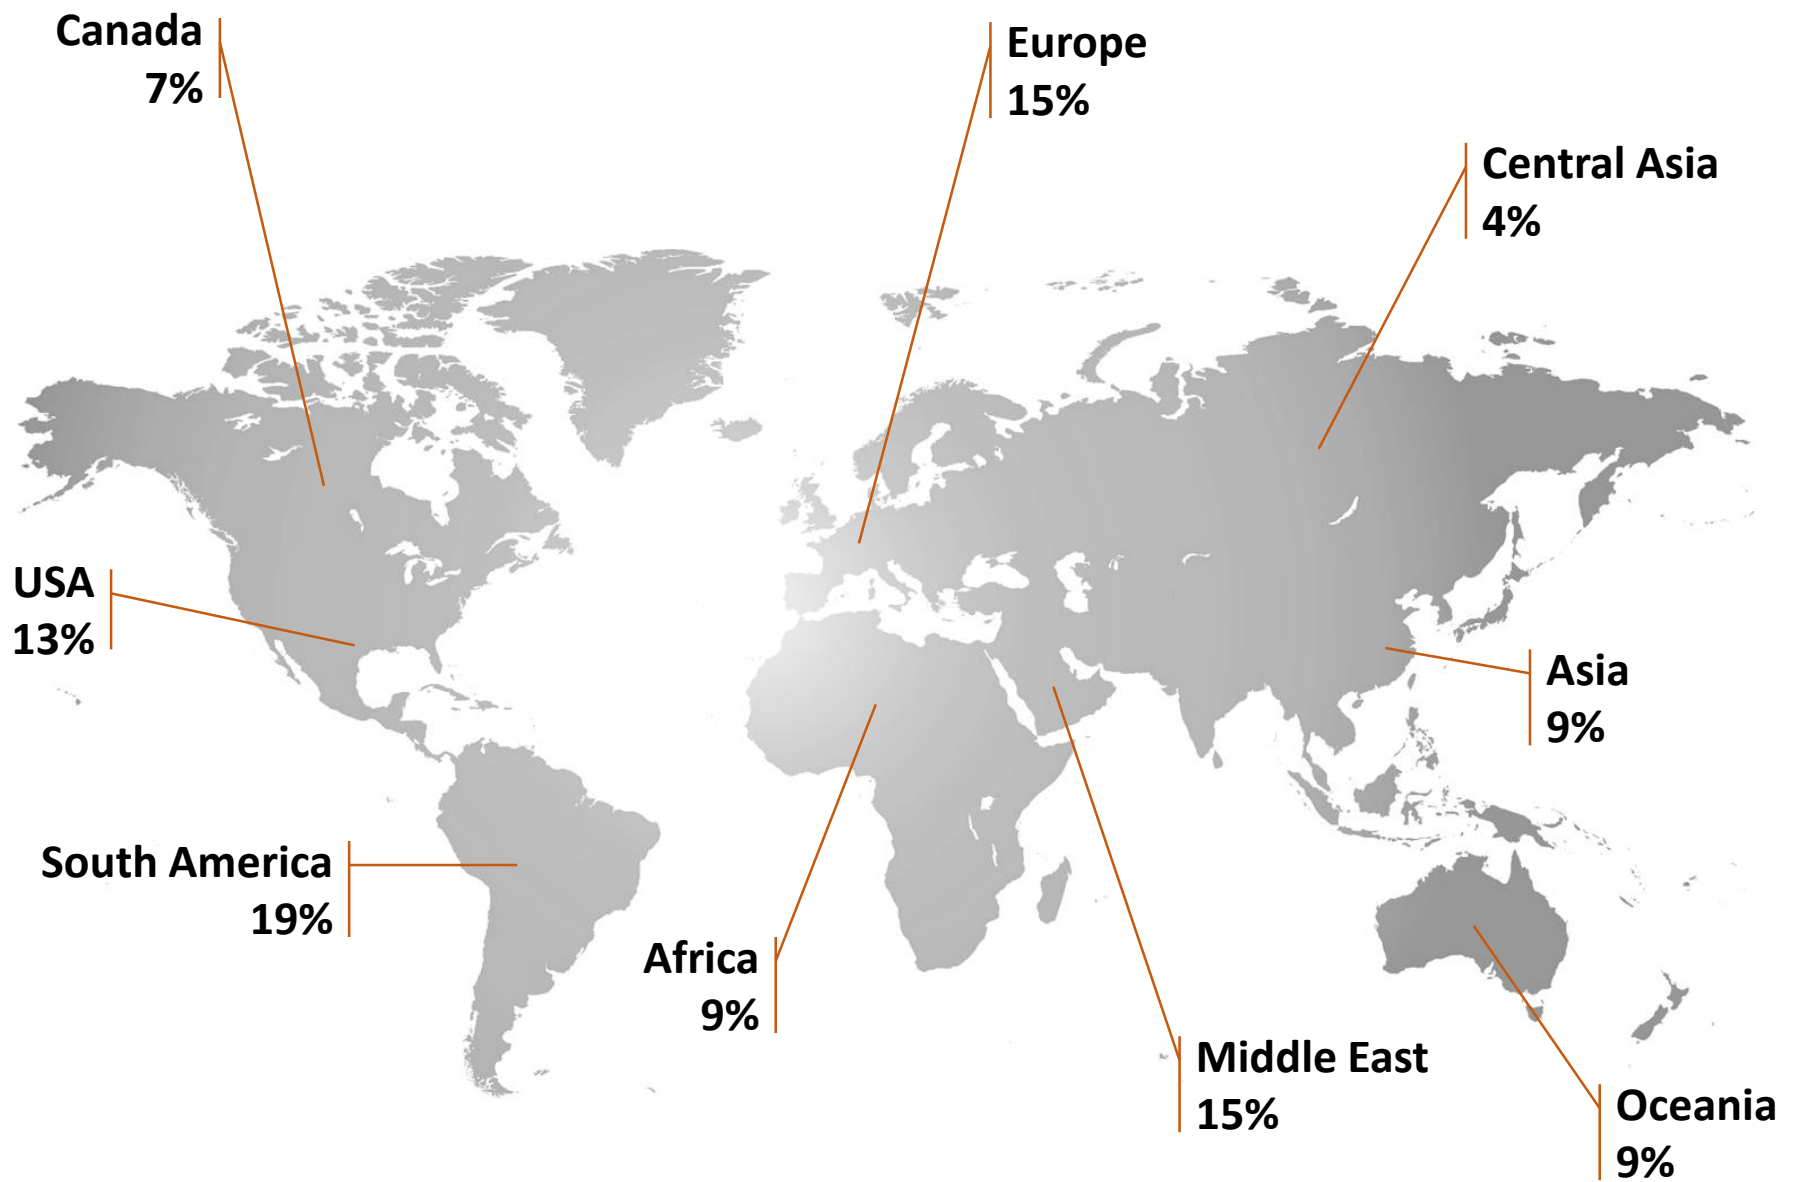 Canada
7%
Europe
15%
Central Asia
4%
USA
13%
Asia
9%
South America
19%
Africa
9%
Middle East
15%
Oceania
9%